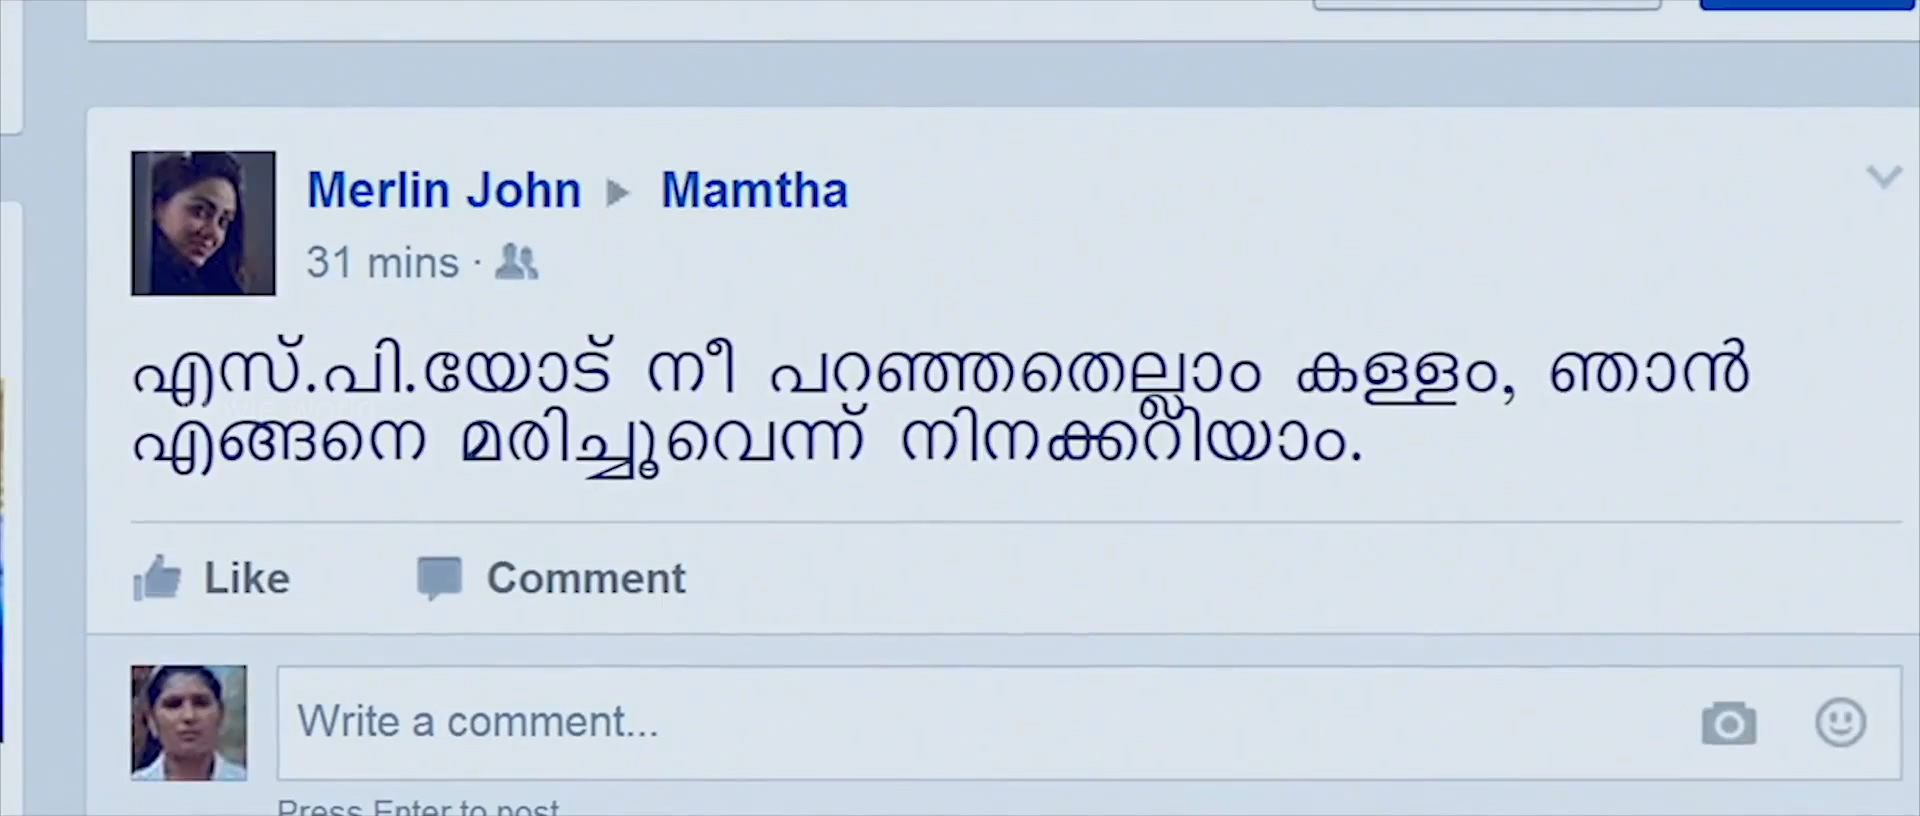 Merlin John ▶ Mamtha
31 mins ·
എസ്.പി.യോട് നീ പറഞ്ഞതെല്ലാം കള്ളം, ഞാൻ
എങ്ങനെ മരിച്ചൂവെന്ന് നിനക്കറിയാം.
Like Comment
Write a comment...
Press Enter to post